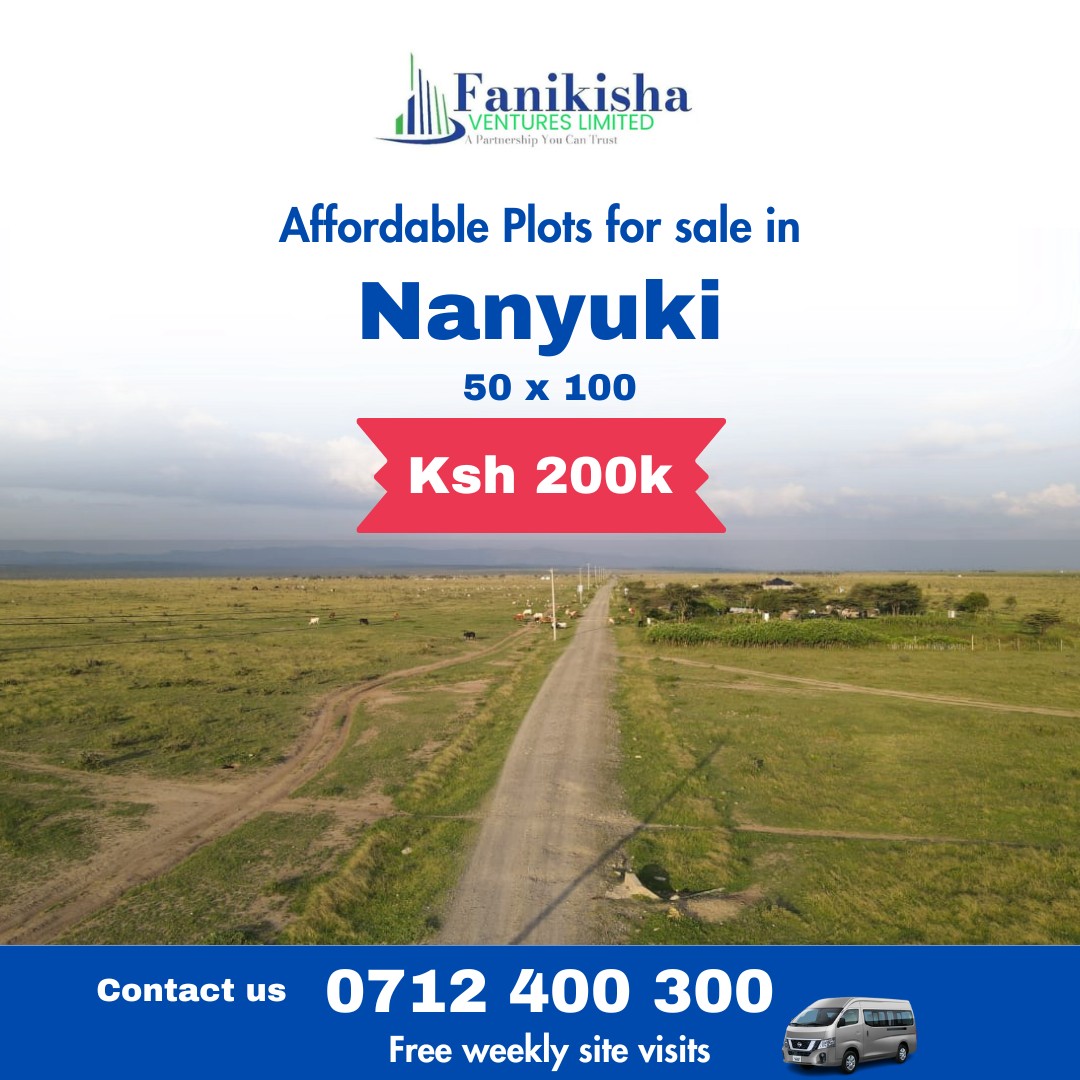 Fanikisha
VENTURES LIMITED
A Partnership You Can Trust
Affordable Plots for sale in
Nanyuki
50 x 100
Ksh 200k
Contact us 0712 400 300
Free weekly site visits